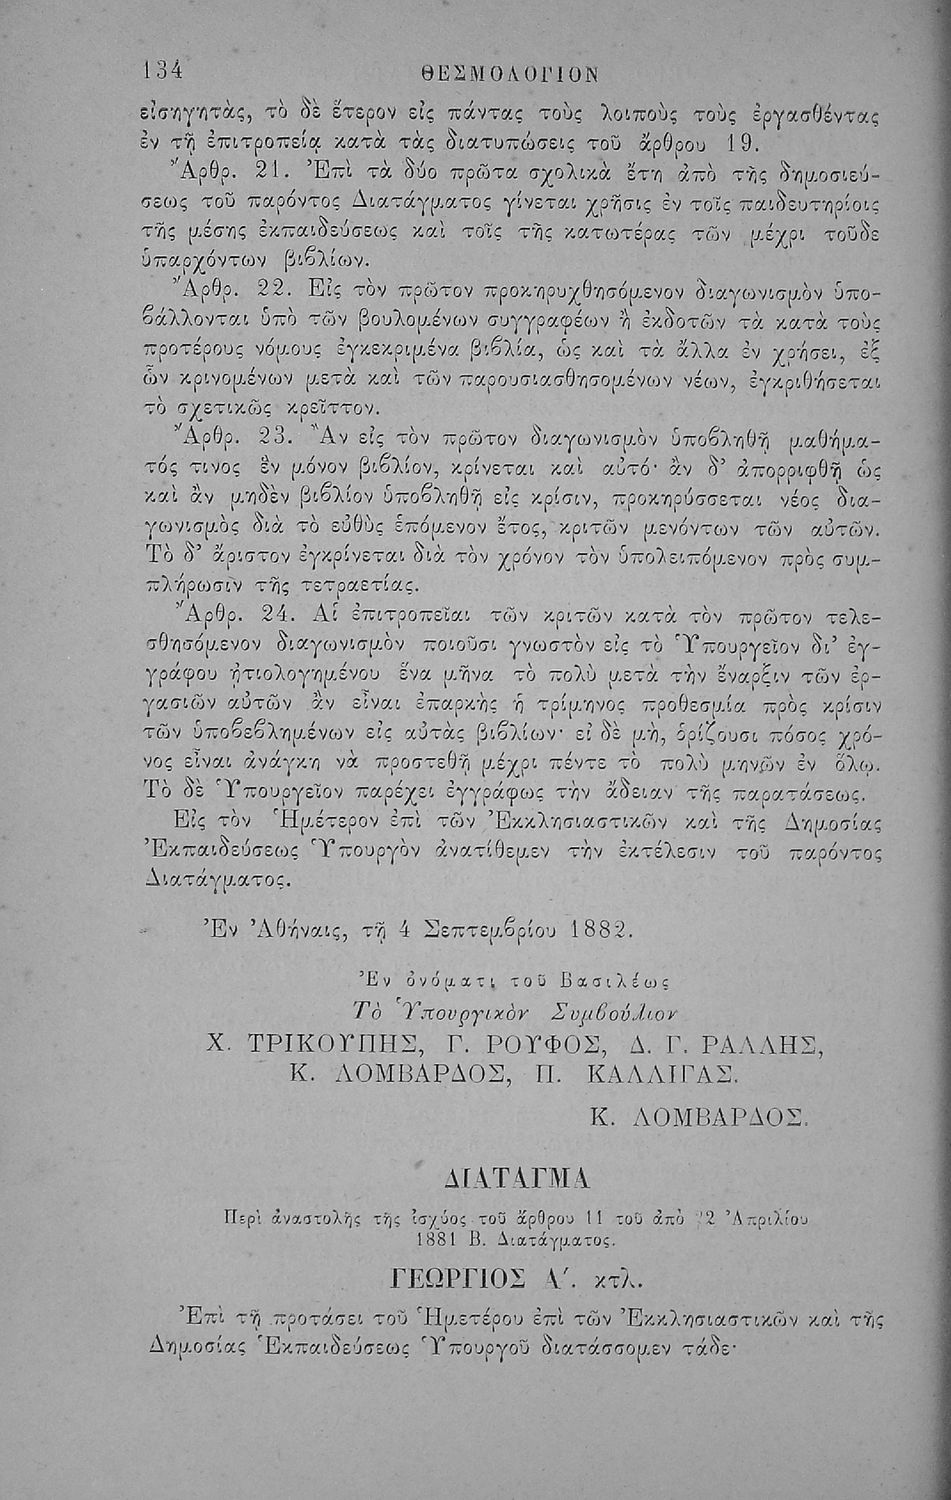 134 ΘΕΣΜΟΛΟΓΙΟΝ
εἰσηγητὰς, τὸ δὲ ἕτερον εἰς πάντας τοὺς λοιποὺς τοὺς ἐργασθέντας
ἐν τῇ ἐπιτροπείᾳ κατὰ τὰς διατυπώσεις τοῦ ἄρθρου 19.
Ἄρθρ. 21. Ἐπὶ τὰ δύο πρῶτα σχολικὰ ἔτη ἀπὸ τῆς δημοσιεύ-
σεως τοῦ παρόντος Διατάγματος γίνεται χρῆσις ἐν τοῖς παιδευτηρίοις
τῆς μέσης ἐκπαιδεύσεως καὶ τοῖς τῆς κατωτέρας τῶν μέχρι τοῦδε
ὑπαρχόντων βιβλίων.
Ἄρθρ. 22. Εἰς τὸν πρῶτον προκηρυχθησόμενον διαγωνισμὸν ὑπο-
βάλλονται ὑπὸ τῶν βουλομένων συγγραφέων ἢ ἐκδοτῶν τὰ κατὰ τοὺς
προτέρους νόμους ἐγκεκριμένα βιβλία, ὡς καὶ τὰ ἄλλα ἐν χρήσει, ἐξ
ὧν κρινομένων μετὰ καὶ τῶν παρουσιασθησομένων νέων, ἐγκριθήσεται
τὸ σχετικῶς κρεῖττον.
Ἄρθρ. 23. Ἂν εἰς τὸν πρῶτον διαγωνισμὸν ὑποβληθῇ μαθήμα-
τός τινος ἓν μόνον βιβλίον, κρίνεται καὶ αὐτό· ἂν δ’ ἀπορριφθῇ ὡς
καὶ ἂν μηδὲν βιβλίον ὑποβληθῇ εἰς κρίσιν, προκηρύσσεται νέος δια-
γωνισμὸς διὰ τὸ εὐθὺς ἑπόμενον ἔτος, κριτῶν μενόντων τῶν αὐτῶν.
Τὸ δ’ ἄριστον ἐγκρίνεται διὰ τὸν χρόνον τὸν ὑπολειπόμενον πρὸς συμ-
πλήρωσιν τῆς τετραετίας.
Ἄρθρ. 24. Αἱ ἐπιτροπεῖαι τῶν κριτῶν κατὰ τὸν πρῶτον τελε-
σθησόμενον διαγωνισμὸν ποιοῦσι γνωστὸν εἰς τὸ Ὑπουργεῖον δι’ ἐγ-
γράφου ᾐτιολογημένου ἕνα μῆνα τὸ πολὺ μετὰ τὴν ἔναρξιν τῶν ἐρ-
γασιῶν αὐτῶν ἂν εἶναι ἐπαρκὴς ἡ τρίμηνος προθεσμία πρὸς κρίσιν
τῶν ὑποβεβλημένων εἰς αὐτὰς βιβλίων· εἰ δὲ μὴ, ὁρίζουσι πόσος χρό-
νος εἶναι ἀνάγκη νὰ προστεθῇ μέχρι πέντε τὸ πολὺ μηνῶν ἐν ὅλῳ.
Τὸ δὲ Ὑπουργεῖον παρέχει ἐγγράφως τὴν ἄδειαν τῆς παρατάσεως.
Εἰς τὸν Ἡμέτερον ἐπὶ τῶν Ἐκκλησιαστικῶν καὶ τῆς Δημοσίας
Ἐκπαιδεύσεως Ὑπουργὸν ἀνατίθεμεν τὴν ἐκτέλεσιν τοῦ παρόντος
Διατάγματος.
Ἐν Ἀθήναις, τῇ 4 Σεπτεμβρίου 1882.
Ἐν ὀνόματι τοῦ Βασιλέως
Τὸ Ὑπουργικὸν Συμβούλιον
Χ. ΤΡΙΚΟΥΠΗΣ, Γ. ΡΟΥΦΟΣ, Δ. Γ. ΡΑΛΛΗΣ,
Κ. ΛΟΜΒΑΡΔΟΣ, Π. ΚΑΛΛΙΓΑΣ.
Κ. ΛΟΜΒΑΡΔΟΣ.
ΔΙΑΤΑΓΜΑ
Περὶ ἀναστολῆς τῆς ἰσχύος τοῦ ἄρθρου 11 τοῦ ἀπὸ Ἀπριλίου
1881 Β. Διατάγματος.
ΓΕΩΡΓΙΟΣ Α΄. κτλ.
Ἐπὶ τῇ προτάσει τοῦ Ἡμετέρου ἐπὶ τῶν Ἐκκλησιαστικῶν καὶ τῆς
Δημοσίας Ἐκπαιδεύσεως Ὑπουργοῦ διατάσσομεν τάδε·